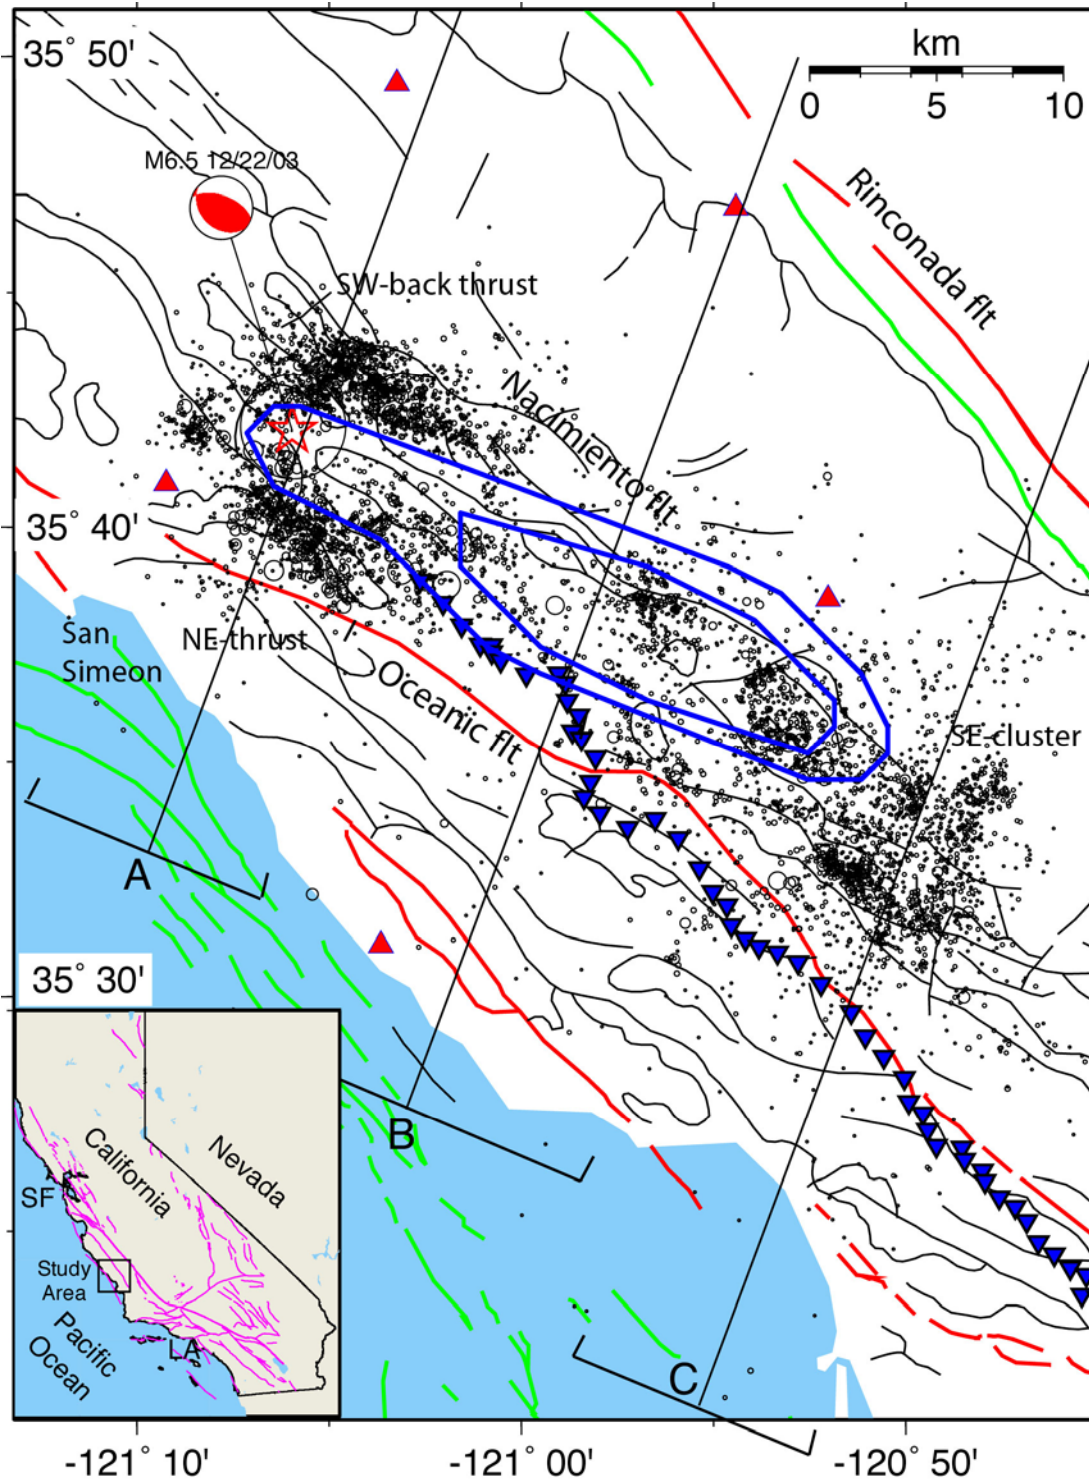 35° 50'
km
0 5 10
M6.5 12/22/03
Rinconada flt
SW-back thrust
Nacimiento flt
35° 40'
San
Simeon
NE-thrust
Oceanic flt
SE-cluster
A
35° 30'
B
California
Nevada
SF
Study
Area
Pacific
Ocean
LA
C
-121° 10' -121° 00' -120° 50'